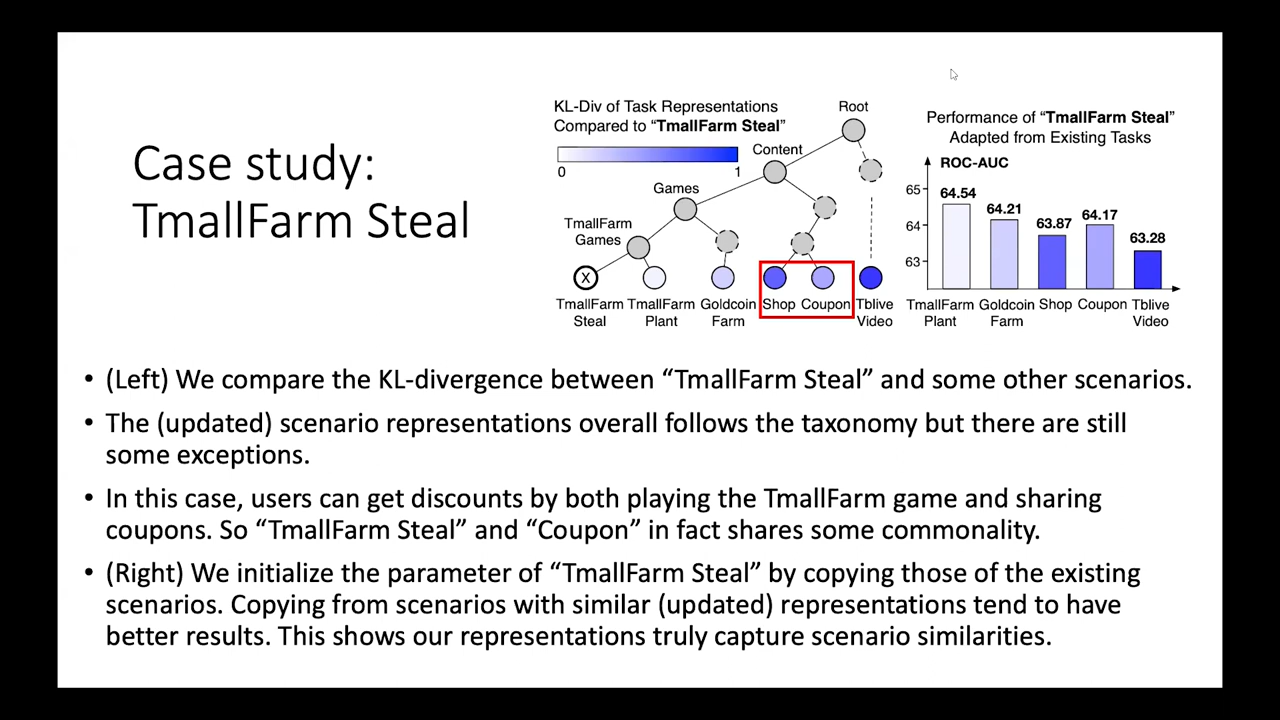 Case study:
TmallFarm Steal
KL-Div of Task Representations
Compared to “TmallFarm Steal”
0
1
Root
Content
Games
TmallFarm
Games
X
TmallFarm
Steal
TmallFarm
Plant
Goldcoin
Farm
Shop
Coupon
Tblive
Video
Performance of “TmallFarm Steal”
Adapted from Existing Tasks
ROC-AUC
65
64
63
64.54
64.21
63.87
64.17
63.28
TmallFarm
Plant
Goldcoin
Farm
Shop
Coupon
Tblive
Video
• (Left) We compare the KL-divergence between “TmallFarm Steal” and some other scenarios.
• The (updated) scenario representations overall follows the taxonomy but there are still
some exceptions.
• In this case, users can get discounts by both playing the TmallFarm game and sharing
coupons. So “TmallFarm Steal” and “Coupon” in fact shares some commonality.
• (Right) We initialize the parameter of “TmallFarm Steal” by copying those of the existing
scenarios. Copying from scenarios with similar (updated) representations tend to have
better results. This shows our representations truly capture scenario similarities.